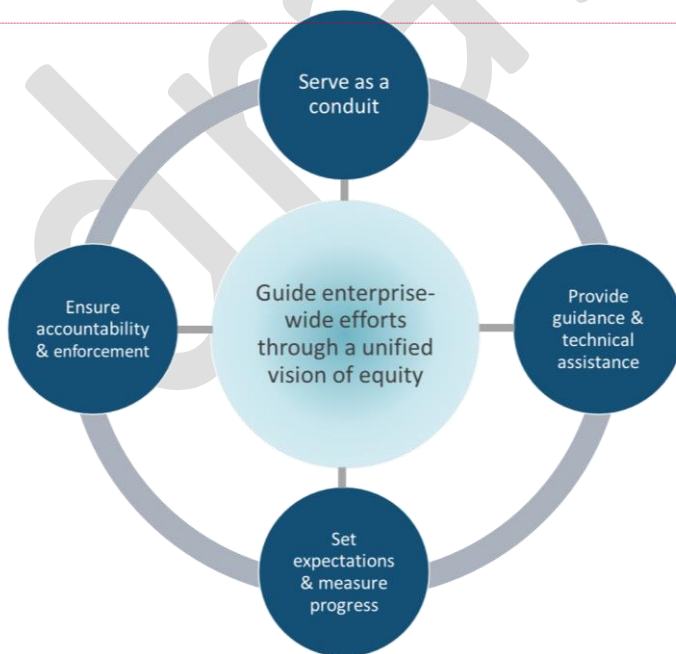 Serve as a
conduit
Guide enterprise-
wide efforts
through a unified
vision of equity
Ensure
accountability
& enforcement
Provide
guidance &
technical
assistance
Set
expectations
& measure
progress